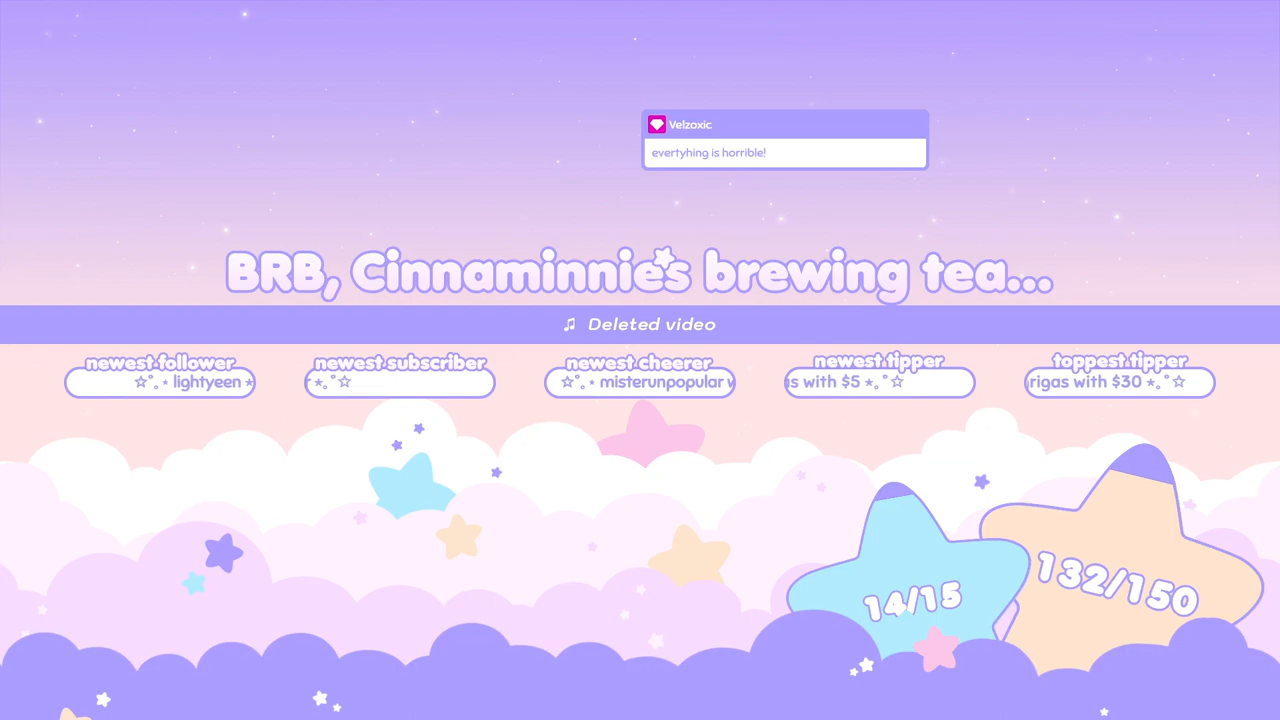 Velzoxic
evertyhing is horrible!
BRB, Cinnaminnie's brewing tea...
♫ Deleted video
newest follower
☆˚。⋆ lightyeen ⋆
newest subscriber
⋆。˚☆
newest cheerer
☆˚。⋆ misterunpopular
newest tipper
with $5 ⋆。˚☆
toppest tipper
rigas with $30 ⋆。˚☆
14/15
132/150